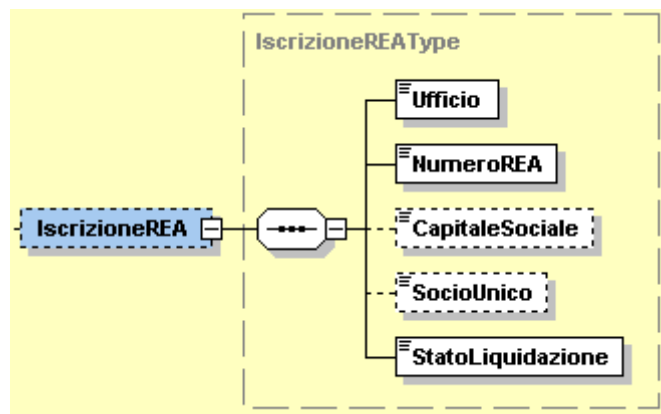 IscrizioneREAType
Ufficio
NumeroREA
IscrizioneREA
CapitaleSociale
SocioUnico
StatoLiquidazione